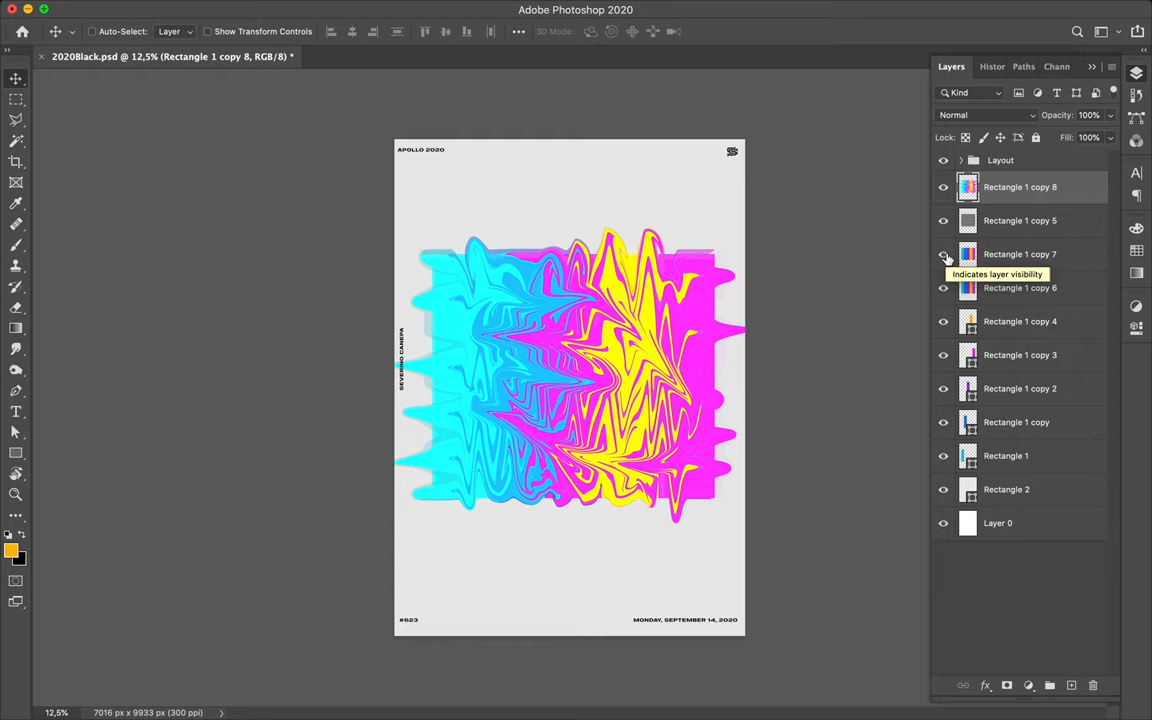 Adobe Photoshop 2020
Auto-Select: Layer Show Transform Controls 3D Mode:
2020Black.psd @ 12,5% (Rectangle 1 copy 8, RGB/8) *
Layers Histor Paths Chann
Kind
Normal Opacity: 100%
Lock: Fill: 100%
Layout
Rectangle 1 copy 8
Rectangle 1 copy 5
Rectangle 1 copy 7
Indicates layer visibility
Rectangle 1 copy 6
Rectangle 1 copy 4
Rectangle 1 copy 3
Rectangle 1 copy 2
Rectangle 1 copy
Rectangle 1
Rectangle 2
Layer 0
APOLLO 2020
SEVERINO CANEPA
#623 MONDAY, SEPTEMBER 14, 2020
12,5% 7016 px x 9933 px (300 ppi)